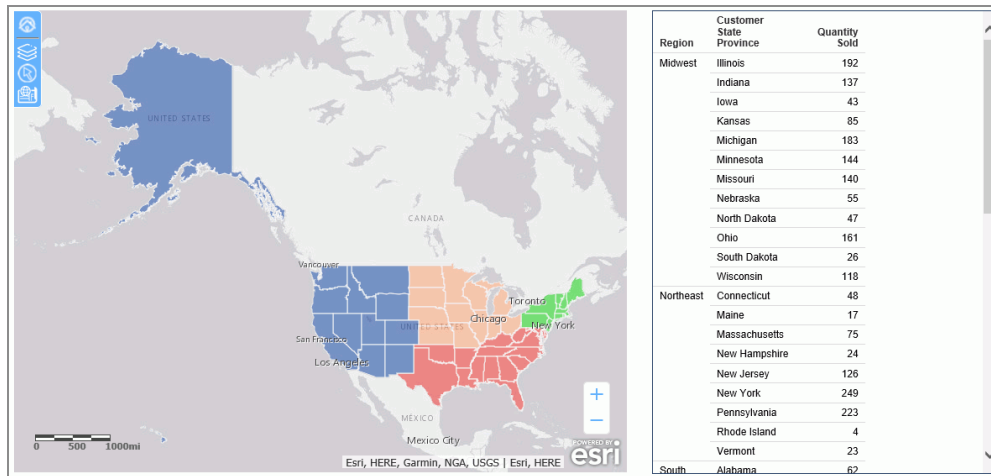 UNITED STATES
CANADA
Vancouver
Toronto
Chicago
UNITED STATES
New York
San Francisco
Los Angeles
MÉXICO
Mexico City
0 500 1000mi
+
−
Esri, HERE, Garmin, NGA, USGS | Esri, HERE
POWERED BY
esri
Customer
State Quantity
Region Province Sold
Midwest Illinois 192
Indiana 137
Iowa 43
Kansas 85
Michigan 183
Minnesota 144
Missouri 140
Nebraska 55
North Dakota 47
Ohio 161
South Dakota 26
Wisconsin 118
Northeast Connecticut 48
Maine 17
Massachusetts 75
New Hampshire 24
New Jersey 126
New York 249
Pennsylvania 223
Rhode Island 4
Vermont 23
South Alabama 62